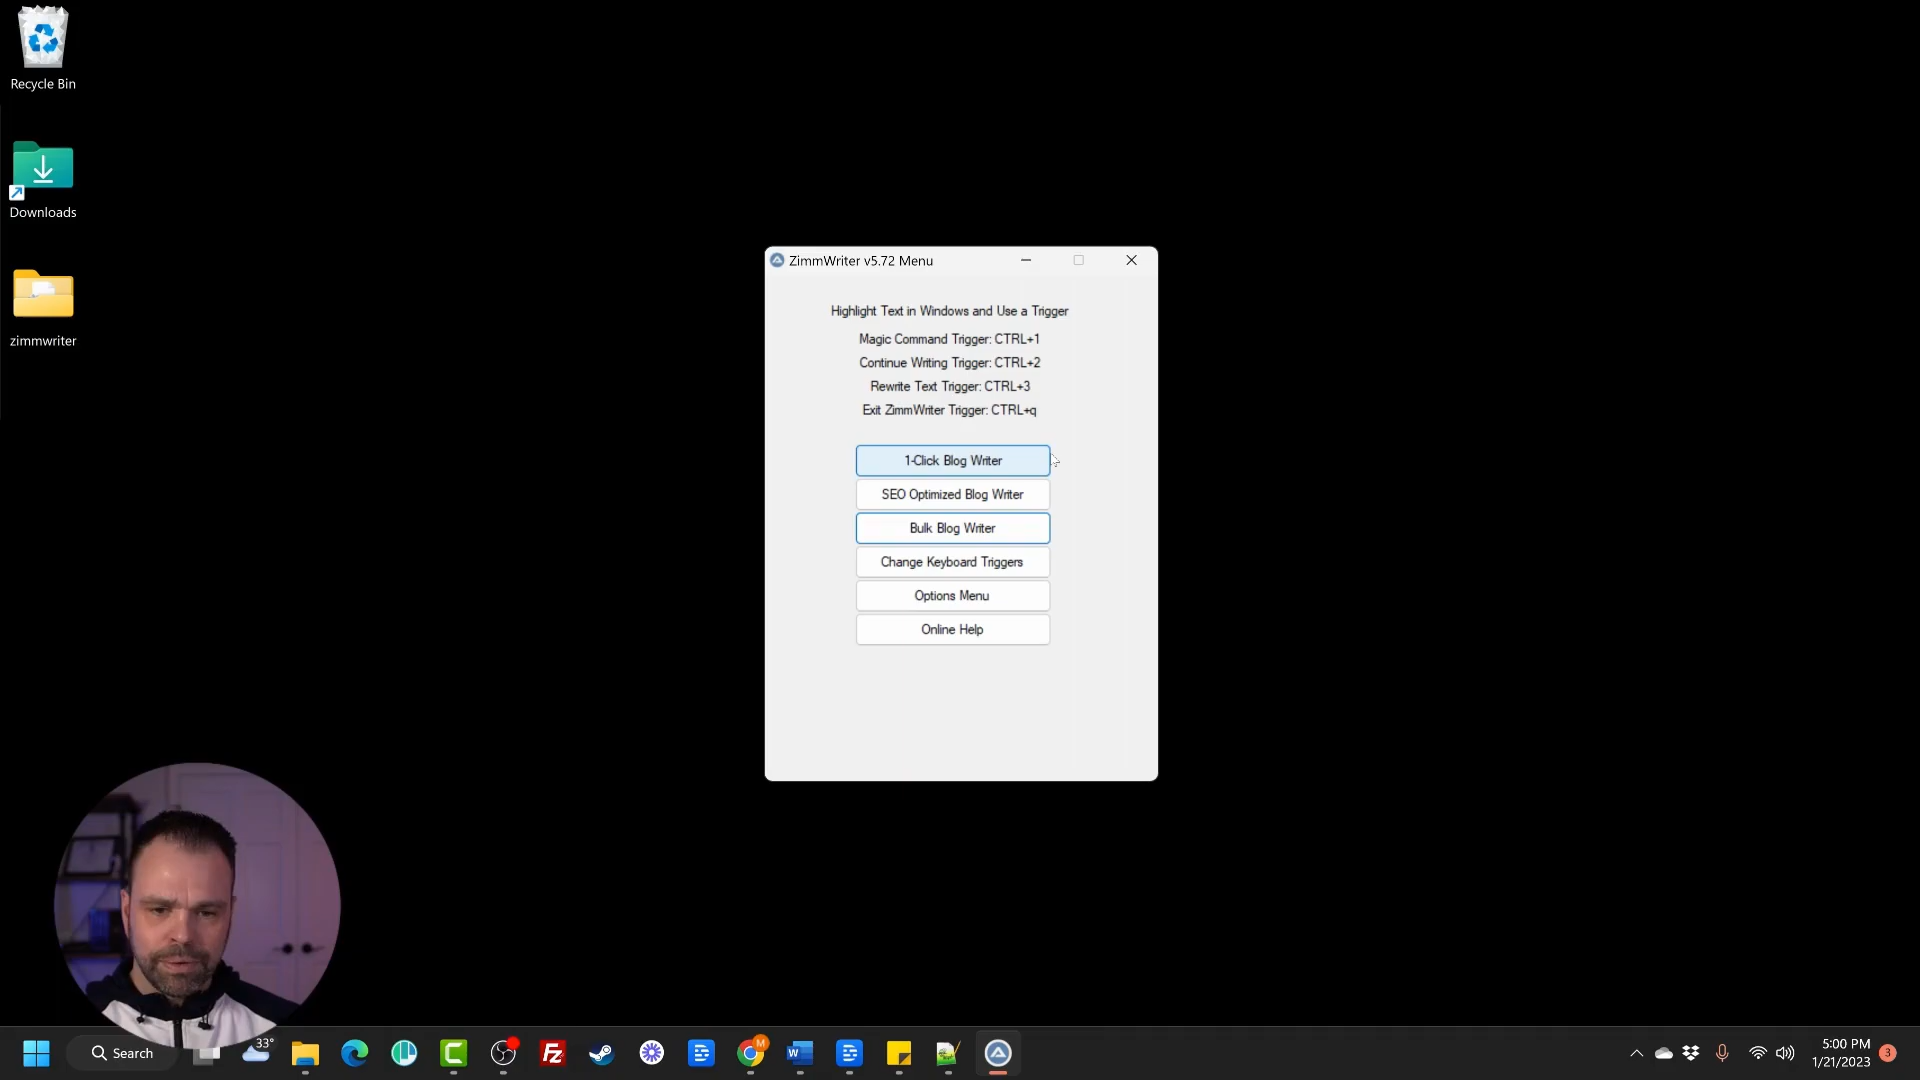 Recycle Bin
Downloads
zimmwriter
ZimmWriter v5.72 Menu
Highlight Text in Windows and Use a Trigger
Magic Command Trigger: CTRL+1
Continue Writing Trigger: CTRL+2
Rewrite Text Trigger: CTRL+3
Exit ZimmWriter Trigger: CTRL+q
1-Click Blog Writer
SEO Optimized Blog Writer
Bulk Blog Writer
Change Keyboard Triggers
Options Menu
Online Help
Search
33°
FZ
M
W
5:00 PM
1/21/2023
3